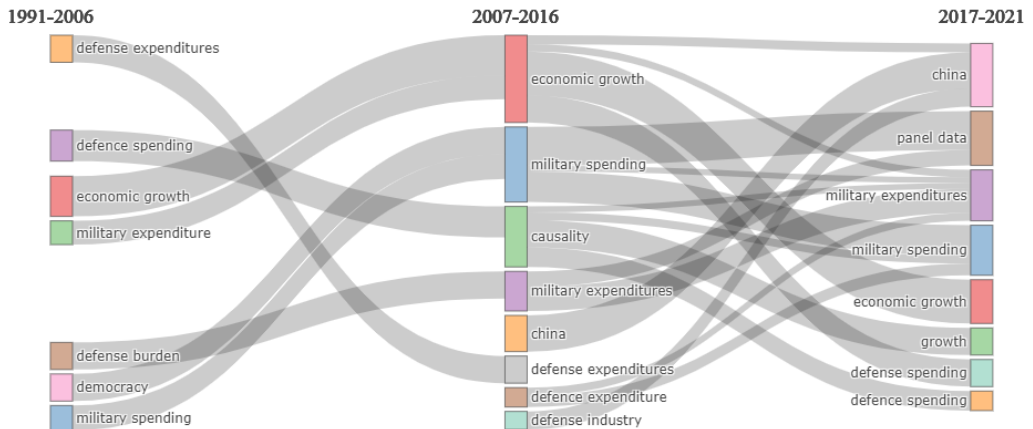 1991-2006
2007-2016
2017-2021
defense expenditures
defence spending
economic growth
military expenditure
defense burden
democracy
military spending
economic growth
military spending
causality
military expenditures
china
defense expenditures
defence expenditure
defense industry
china
panel data
military expenditures
military spending
economic growth
growth
defense spending
defence spending